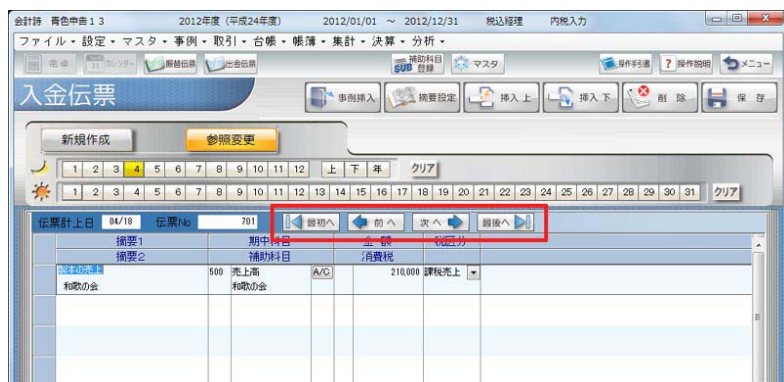 会計詩 青色申告13 2012年度（平成24年度） 2012/01/01 ～ 2012/12/31 税込経理 内税入力
ファイル・設定・マスタ・事例・取引・台帳・帳簿・集計・決算・分析・
電卓 カレンダー 振替伝票 出金伝票 SUB 補助科目登録 マスタ 操作手引書 ? 操作説明 メニュー
入金伝票 事例挿入 摘要設定 挿入上 挿入下 削除 保存
新規作成 参照変更
1 2 3 4 5 6 7 8 9 10 11 12 上 下 年 クリア
1 2 3 4 5 6 7 8 9 10 11 12 13 14 15 16 17 18 19 20 21 22 23 24 25 26 27 28 29 30 31 クリア
伝票計上日 04/18 伝票No 701 最初へ 前へ 次へ 最後へ
摘要1 期中科目 金額 税区分
摘要2 補助科目 消費税
製本の売上 500 売上高 A/C 210,000 課税売上
和歌の会 和歌の会